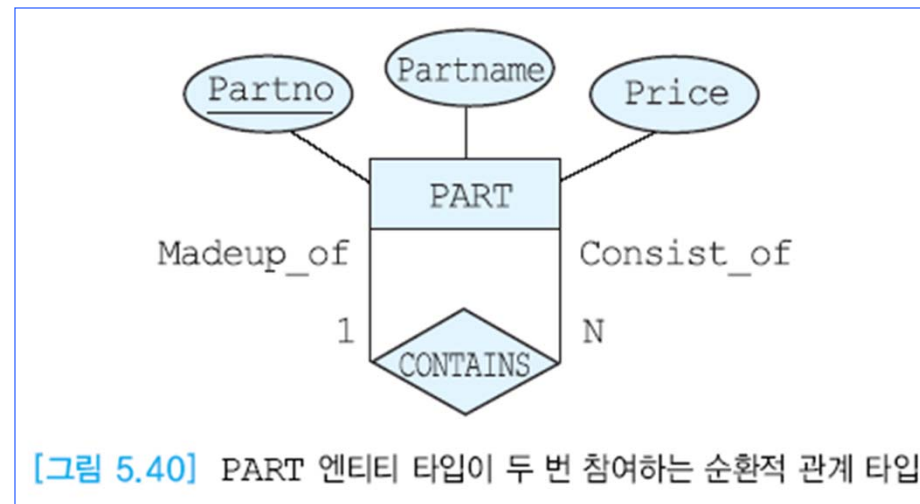 Partno
Partname
Price
PART
Madeup_of
Consist_of
1
N
CONTAINS
[그림 5.40] PART 엔티티 타입이 두 번 참여하는 순환적 관계 타입